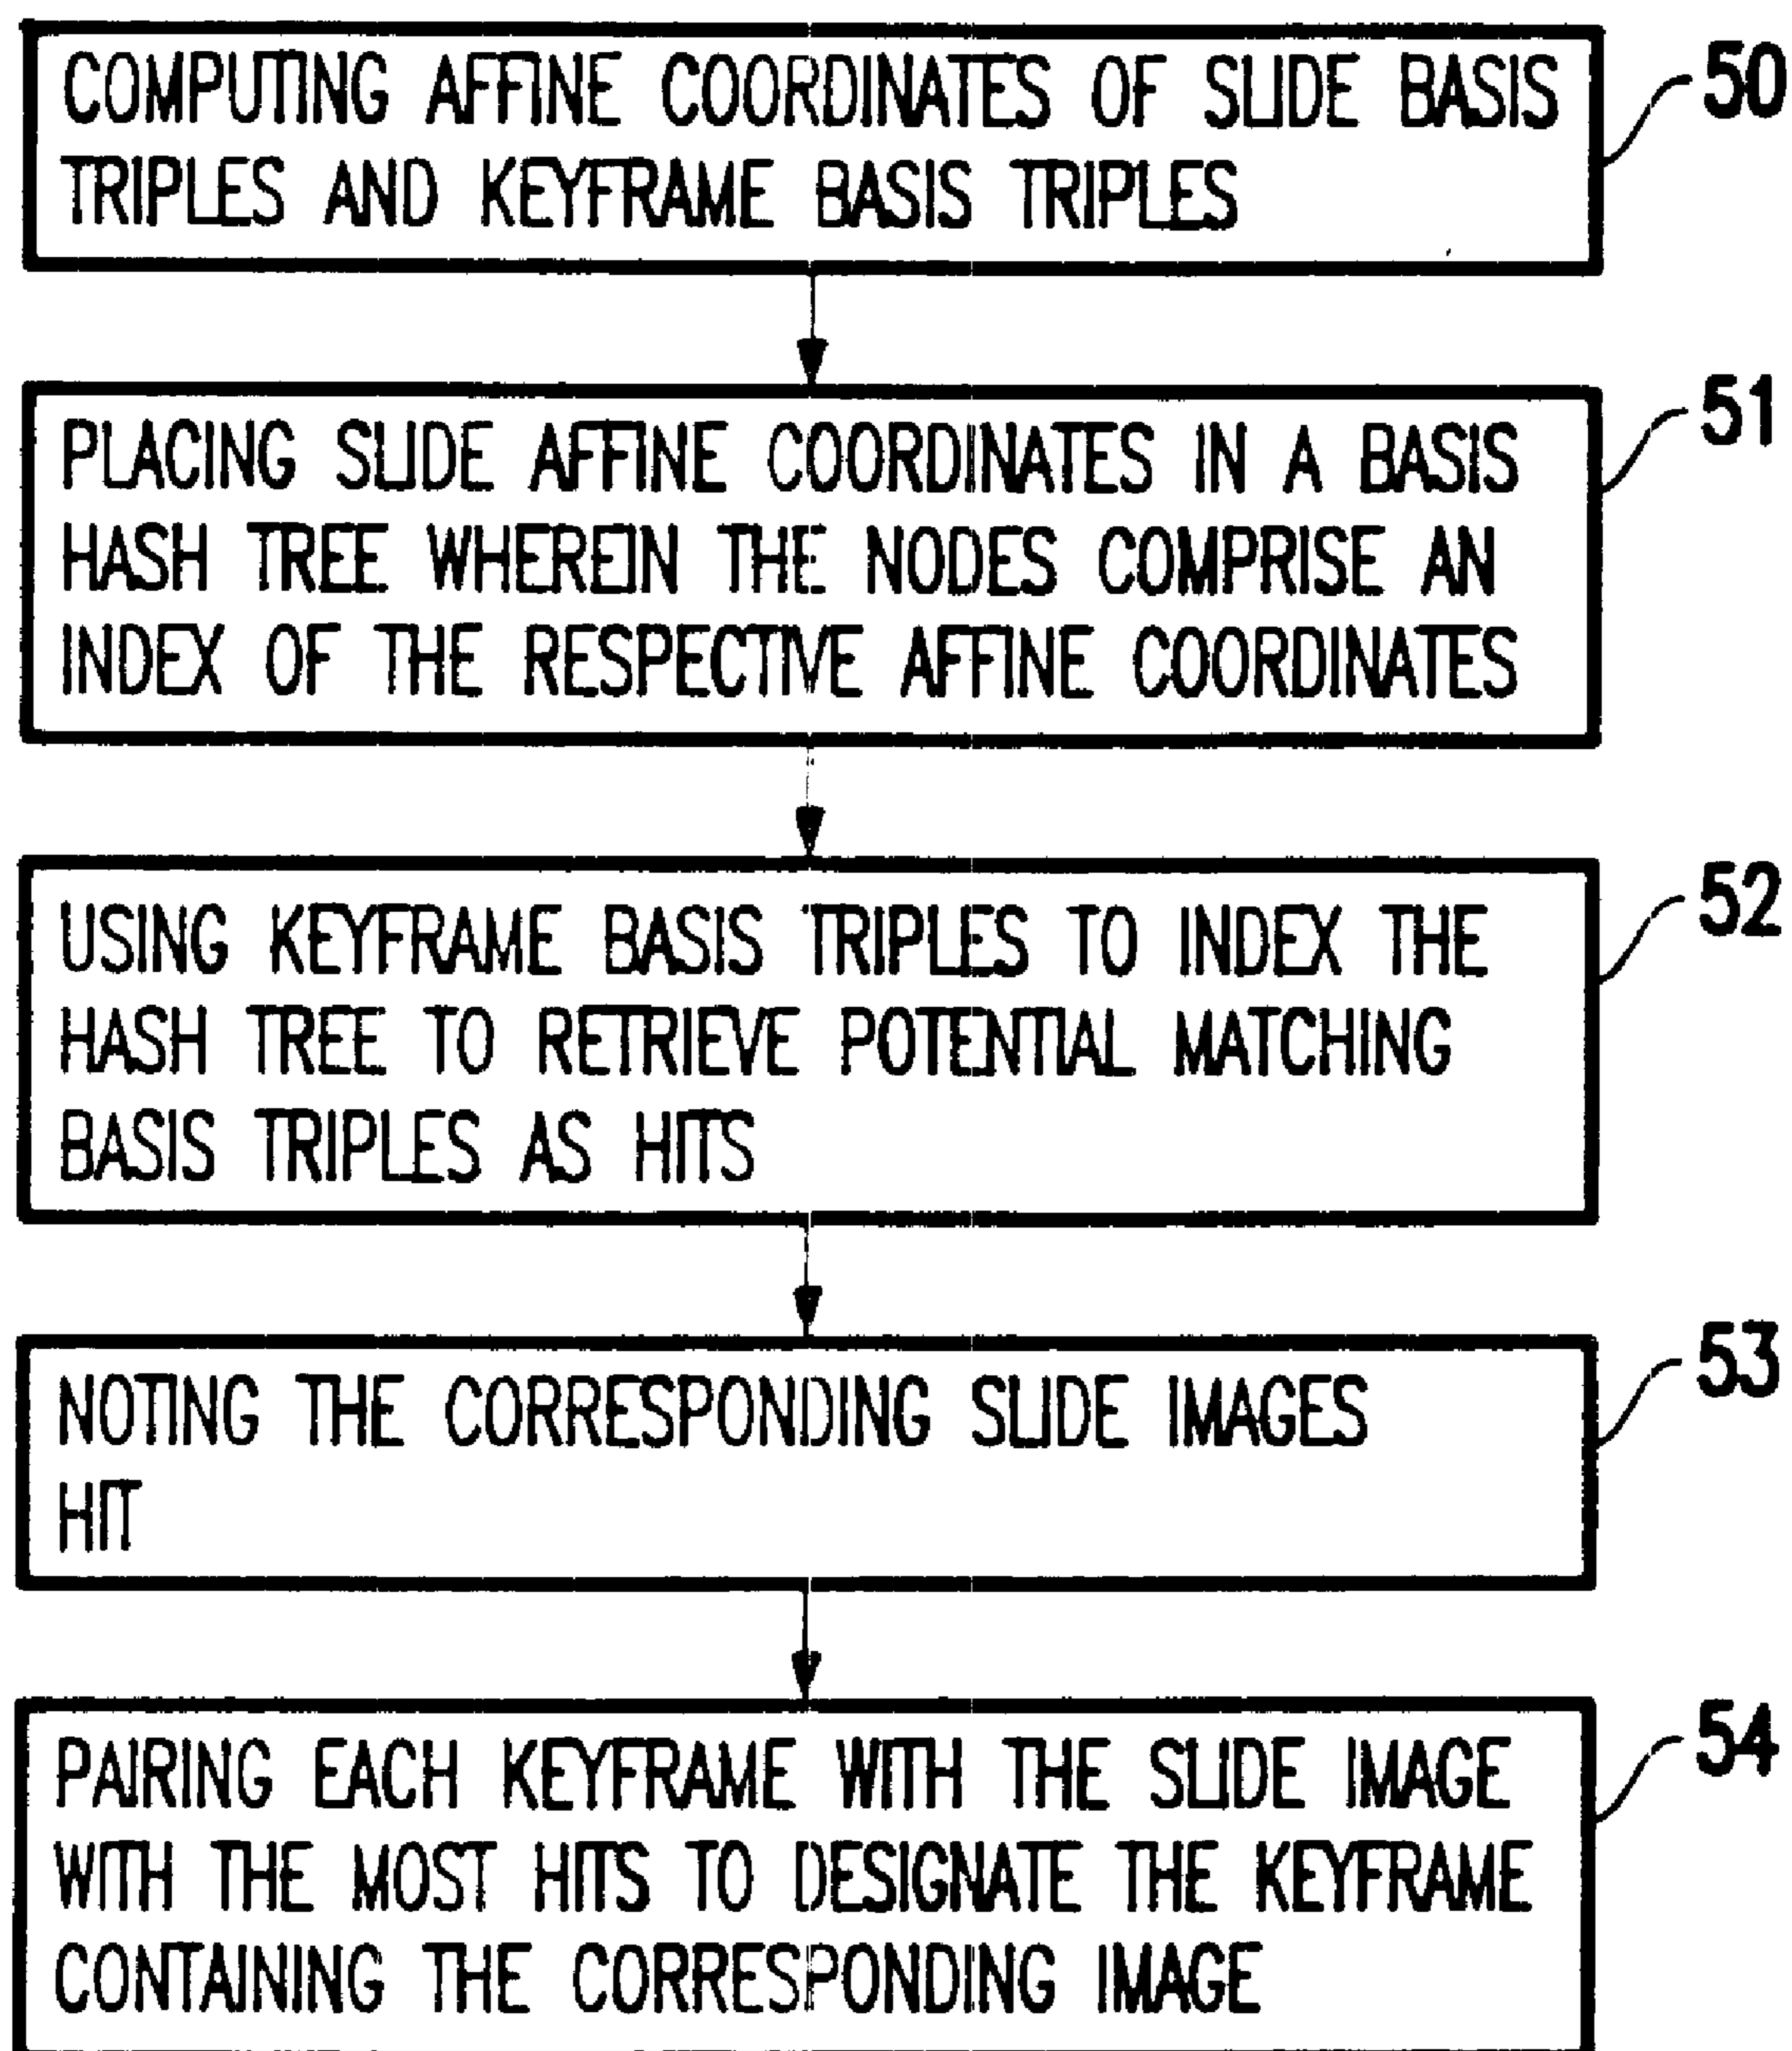 COMPUTING AFFINE COORDINATES OF SLIDE BASIS
TRIPLES AND KEYFRAME BASIS TRIPLES
50
PLACING SLIDE AFFINE COORDINATES IN A BASIS
HASH TREE WHEREIN THE NODES COMPRISE AN
INDEX OF THE RESPECTIVE AFFINE COORDINATES
51
USING KEYFRAME BASIS TRIPLES TO INDEX THE
HASH TREE TO RETRIEVE POTENTIAL MATCHING
BASIS TRIPLES AS HITS
52
NOTING THE CORRESPONDING SLIDE IMAGES
HIT
53
PAIRING EACH KEYFRAME WITH THE SLIDE IMAGE
WITH THE MOST HITS TO DESIGNATE THE KEYFRAME
CONTAINING THE CORRESPONDING IMAGE
54